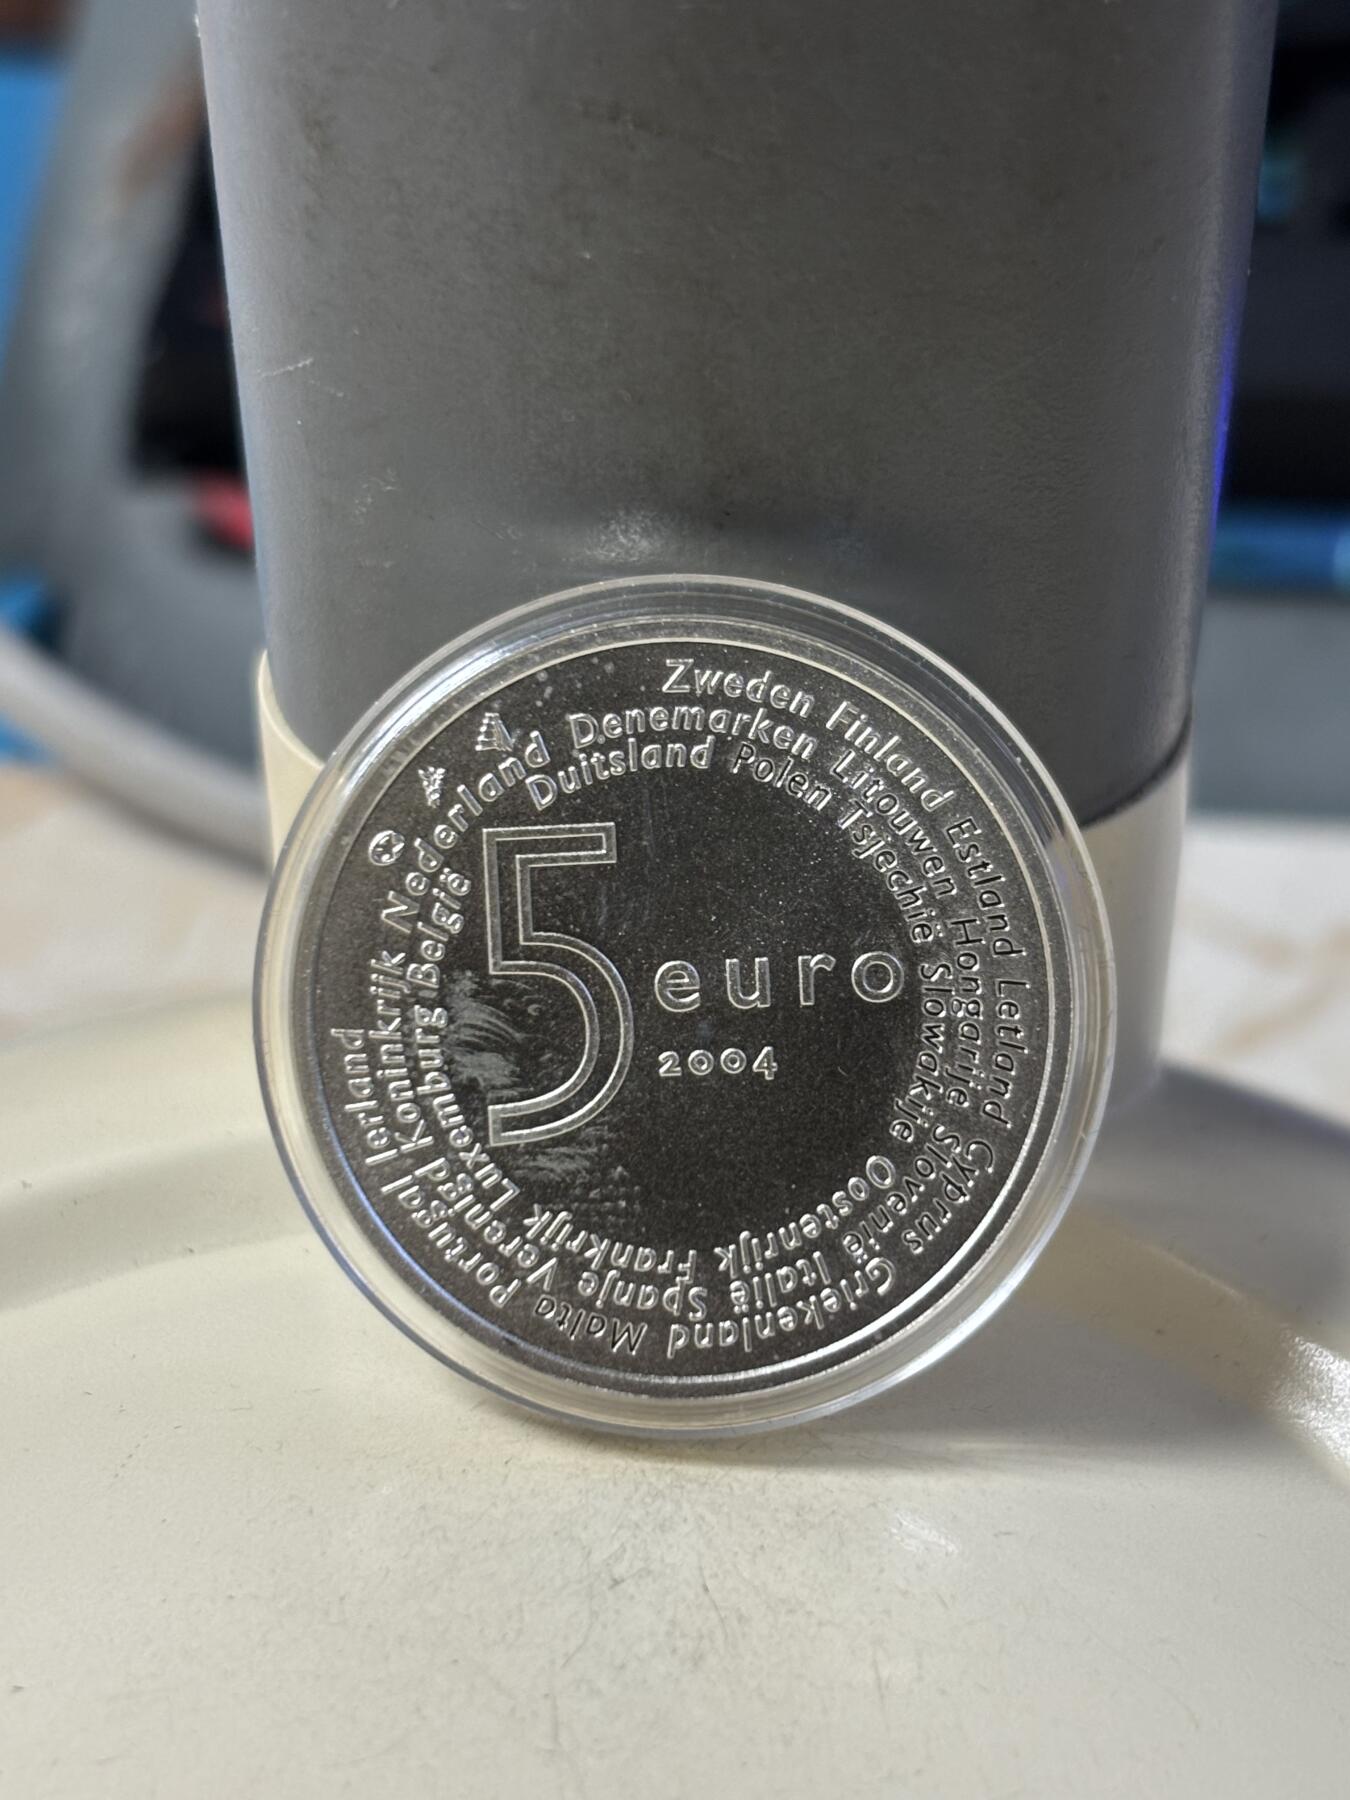 Zweden Finland Estland Letland Cyprus Griekenland Malta Portugal Ierland
Denemarken Litouwen Hongarije Slovenië Italië Spanje Verenigd Koninkrijk Nederland
Duitsland Polen Tsjechië Slowakije Oostenrijk Frankrijk Luxemburg België
5 euro
2004